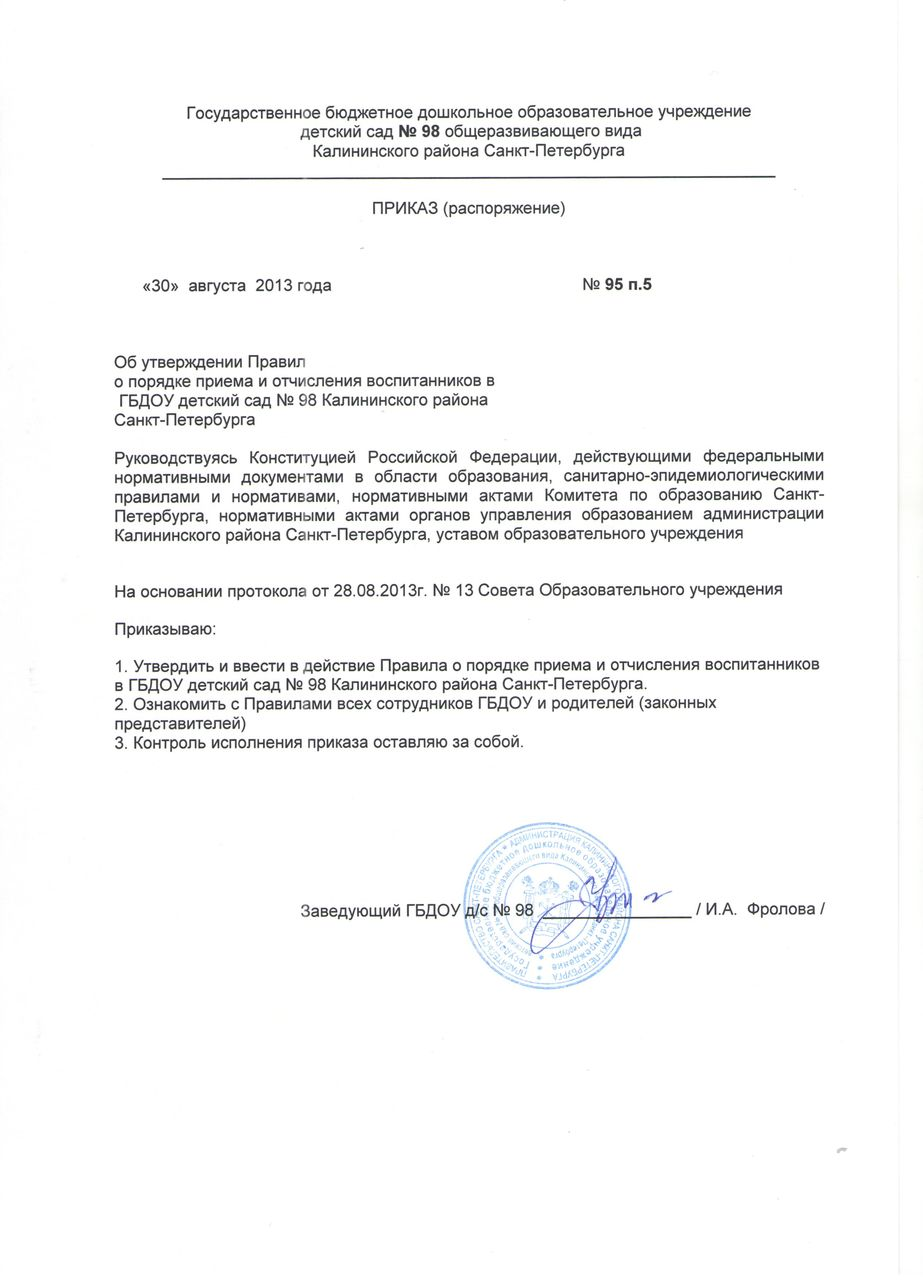 Государственное бюджетное дошкольное образовательное учреждение
детский сад № 98 общеразвивающего вида
Калининского района Санкт-Петербурга
ПРИКАЗ (распоряжение)
«30» августа 2013 года № 95 п.5
Об утверждении Правил
о порядке приема и отчисления воспитанников в
ГБДОУ детский сад № 98 Калининского района
Санкт-Петербурга
Руководствуясь Конституцией Российской Федерации, действующими федеральными
нормативными документами в области образования, санитарно-эпидемиологическими
правилами и нормативами, нормативными актами Комитета по образованию Санкт-
Петербурга, нормативными актами органов управления образованием администрации
Калининского района Санкт-Петербурга, уставом образовательного учреждения
На основании протокола от 28.08.2013г. № 13 Совета Образовательного учреждения
Приказываю:
1. Утвердить и ввести в действие Правила о порядке приема и отчисления воспитанников
в ГБДОУ детский сад № 98 Калининского района Санкт-Петербурга.
2. Ознакомить с Правилами всех сотрудников ГБДОУ и родителей (законных
представителей)
3. Контроль исполнения приказа оставляю за собой.
Заведующий ГБДОУ д/с № 98 / И.А. Фролова /
АДМИНИСТРАЦИЯ КАЛИНИНСКОГО РАЙОНА САНКТ-ПЕТЕРБУРГА